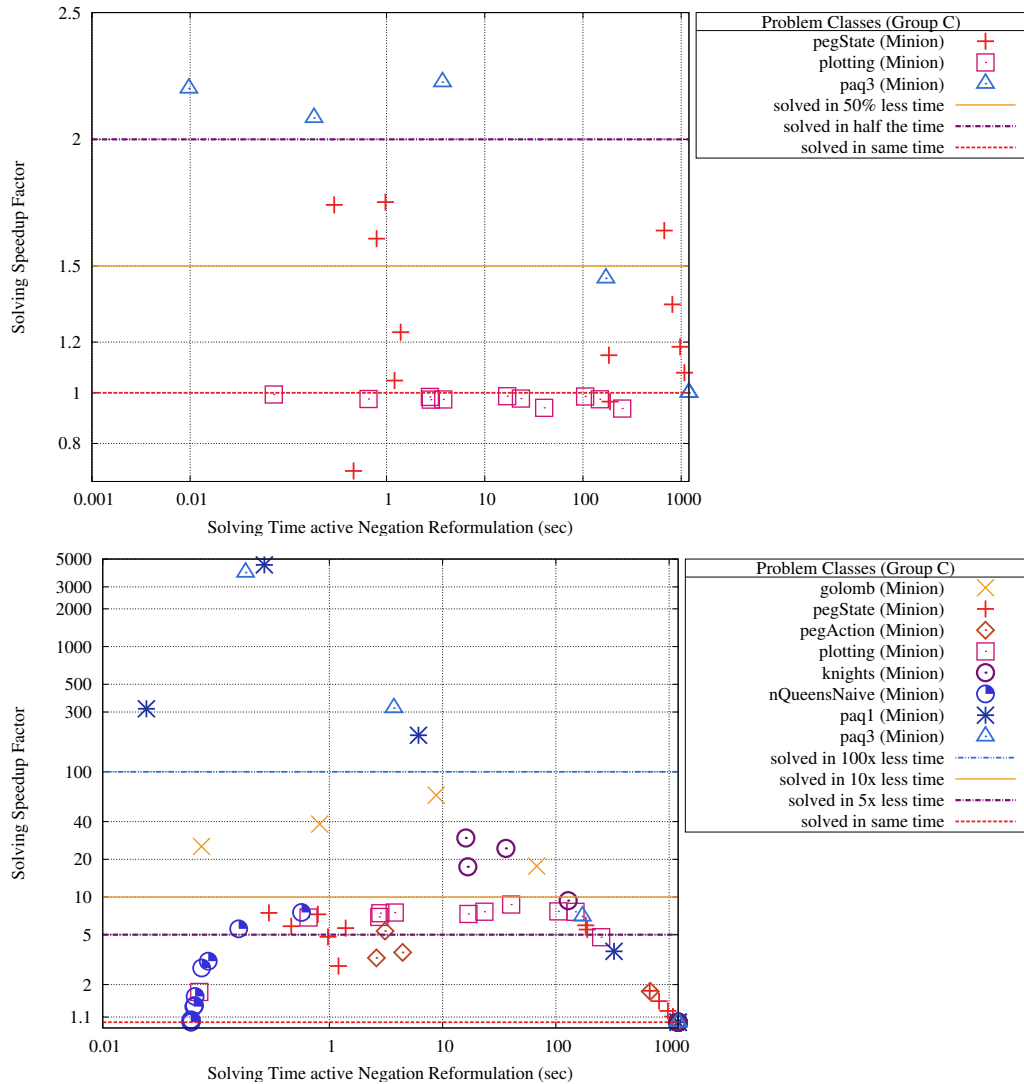 2.5
2
1.5
1.2
1
0.8
0.001
0.01
1
10
100
1000
Solving Speedup Factor
Solving Time active Negation Reformulation (sec)
Problem Classes (Group C)
pegState (Minion)
plotting (Minion)
paq3 (Minion)
solved in 50% less time
solved in half the time
solved in same time
5000
3000
2000
1000
500
300
100
40
20
10
5
2
1.1
0.01
1
10
100
1000
Solving Speedup Factor
Solving Time active Negation Reformulation (sec)
Problem Classes (Group C)
golomb (Minion)
pegState (Minion)
pegAction (Minion)
plotting (Minion)
knights (Minion)
nQueensNaive (Minion)
paq1 (Minion)
paq3 (Minion)
solved in 100x less time
solved in 10x less time
solved in 5x less time
solved in same time